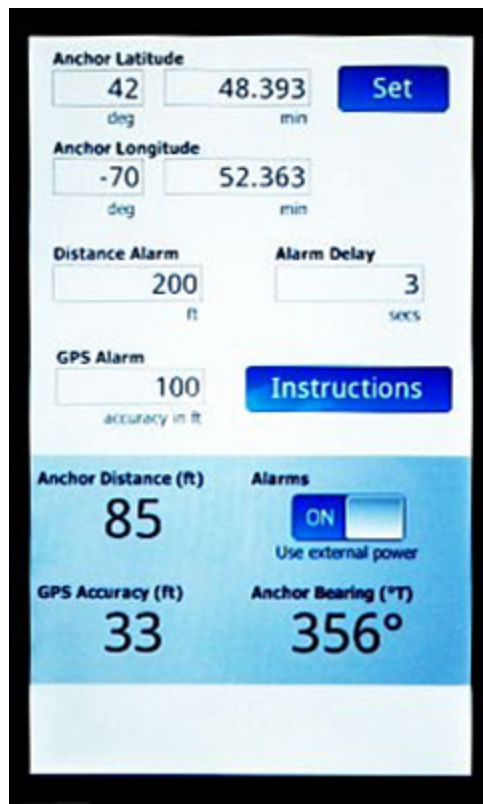 Anchor Latitude
42 48.393 Set
deg min
Anchor Longitude
-70 52.363
deg min
Distance Alarm Alarm Delay
200 3
ft secs
GPS Alarm
100 Instructions
accuracy in ft
Anchor Distance (ft) Alarms
85 ON
Use external power
GPS Accuracy (ft) Anchor Bearing (°T)
33 356°